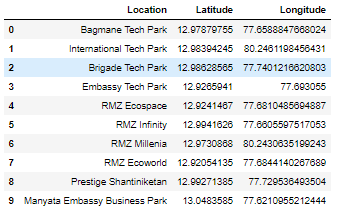 Location Latitude Longitude
0 Bagmane Tech Park 12.97879755 77.6588847668024
1 International Tech Park 12.98394245 80.2461198456431
2 Brigade Tech Park 12.98628565 77.7401216620803
3 Embassy Tech Park 12.9265941 77.693055
4 RMZ Ecospace 12.9241467 77.6810485694887
5 RMZ Infinity 12.9941626 77.6605597517053
6 RMZ Millenia 12.9730868 80.2430635199243
7 RMZ Ecoworld 12.92054135 77.6884140267689
8 Prestige Shantiniketan 12.99271385 77.729536493504
9 Manyata Embassy Business Park 13.0483585 77.6210955212444